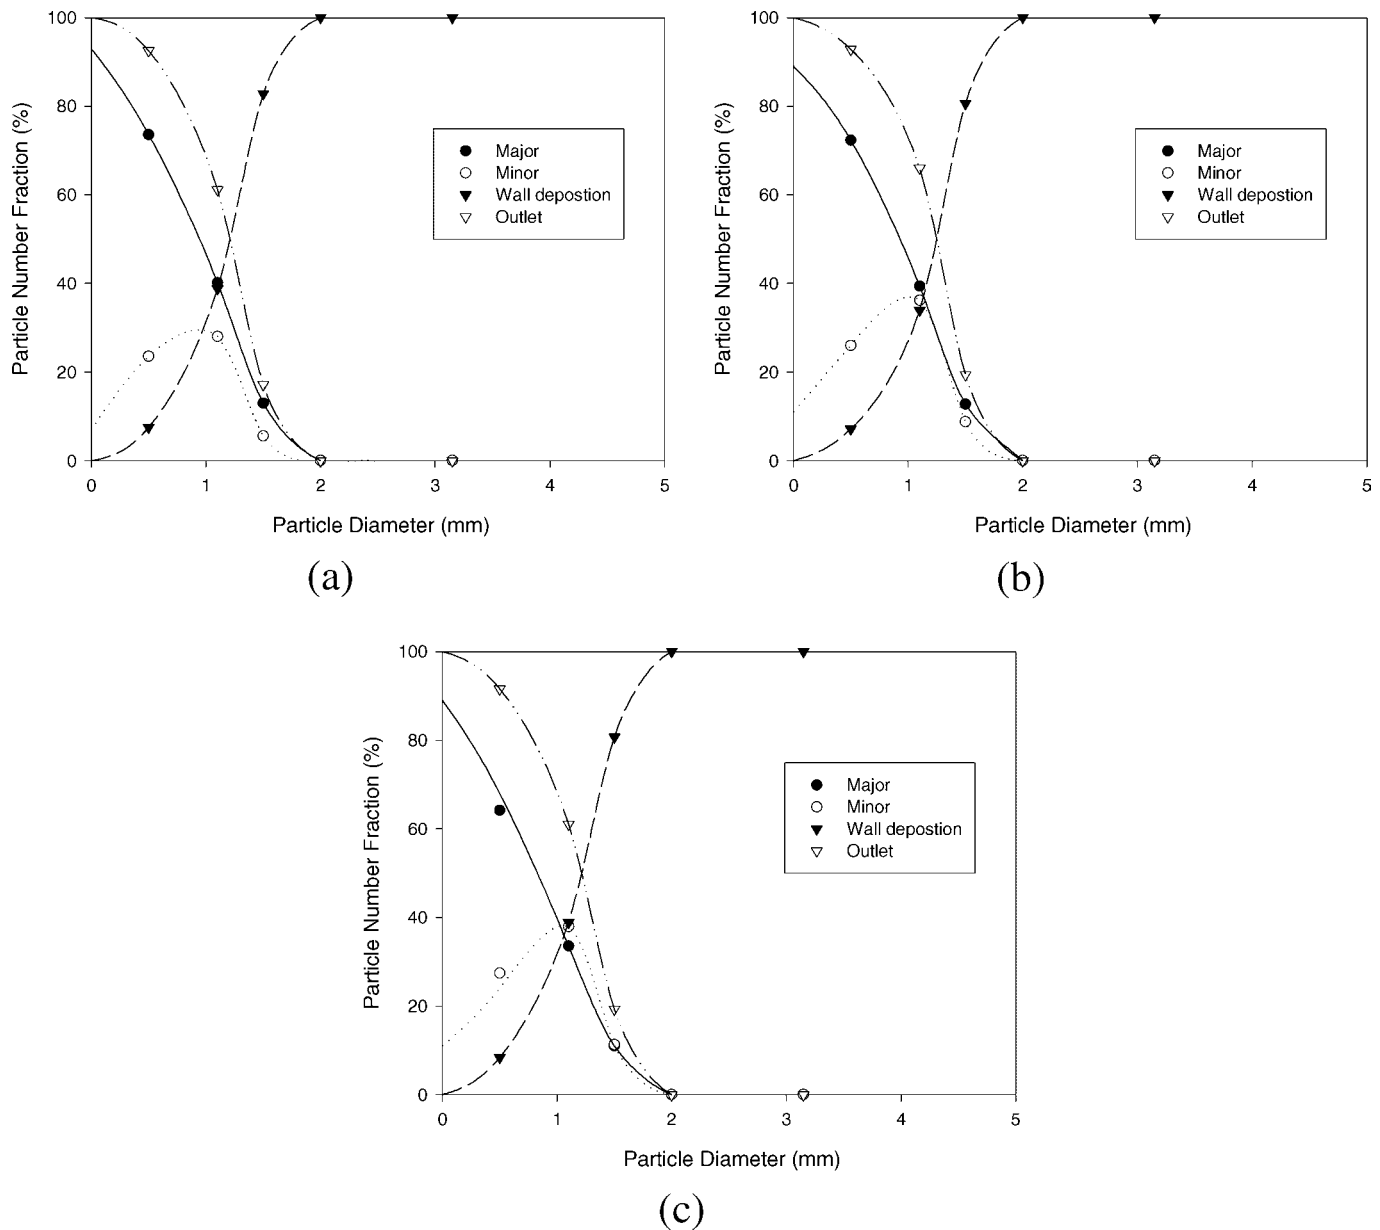 100
80
60
40
20
0
Particle Number Fraction (%)
Major
Minor
Wall depostion
Outlet
0 1 2 3 4 5
Particle Diameter (mm)
(a)
100
80
60
40
20
0
Particle Number Fraction (%)
Major
Minor
Wall depostion
Outlet
0 1 2 3 4 5
Particle Diameter (mm)
(b)
100
80
60
40
20
0
Particle Number Fraction (%)
Major
Minor
Wall depostion
Outlet
0 1 2 3 4 5
Particle Diameter (mm)
(c)